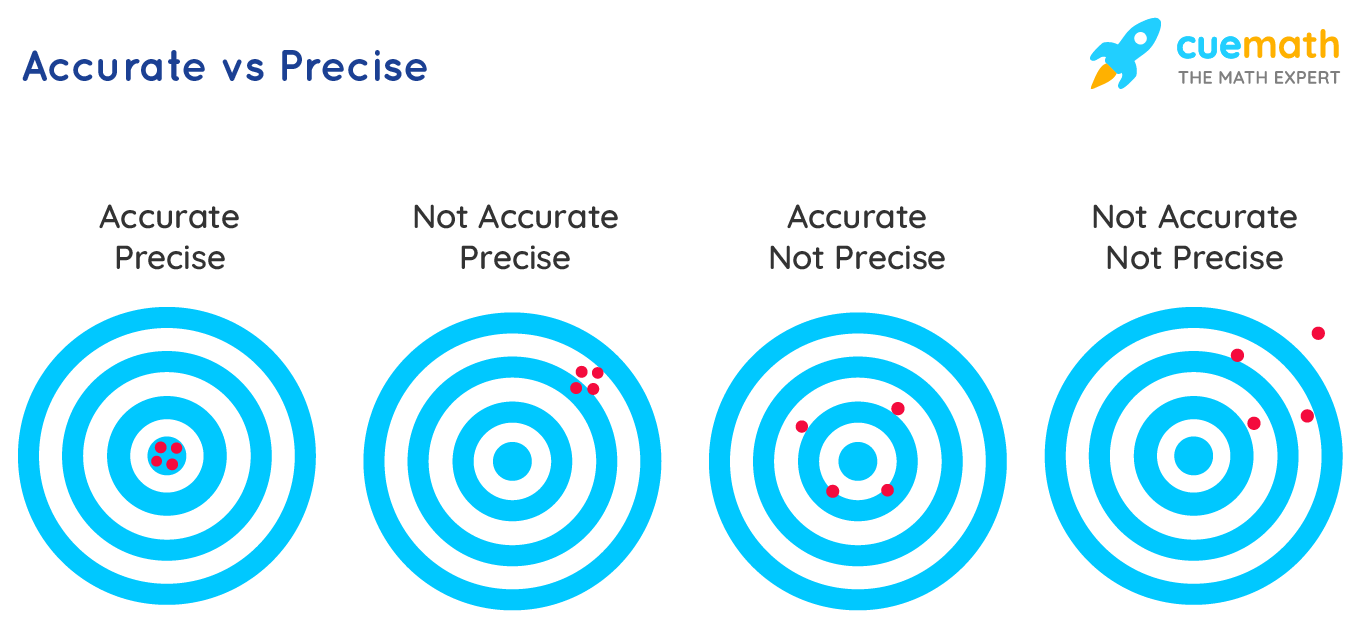 Accurate vs Precise
cuemath
THE MATH EXPERT
Accurate
Precise
Not Accurate
Precise
Accurate
Not Precise
Not Accurate
Not Precise